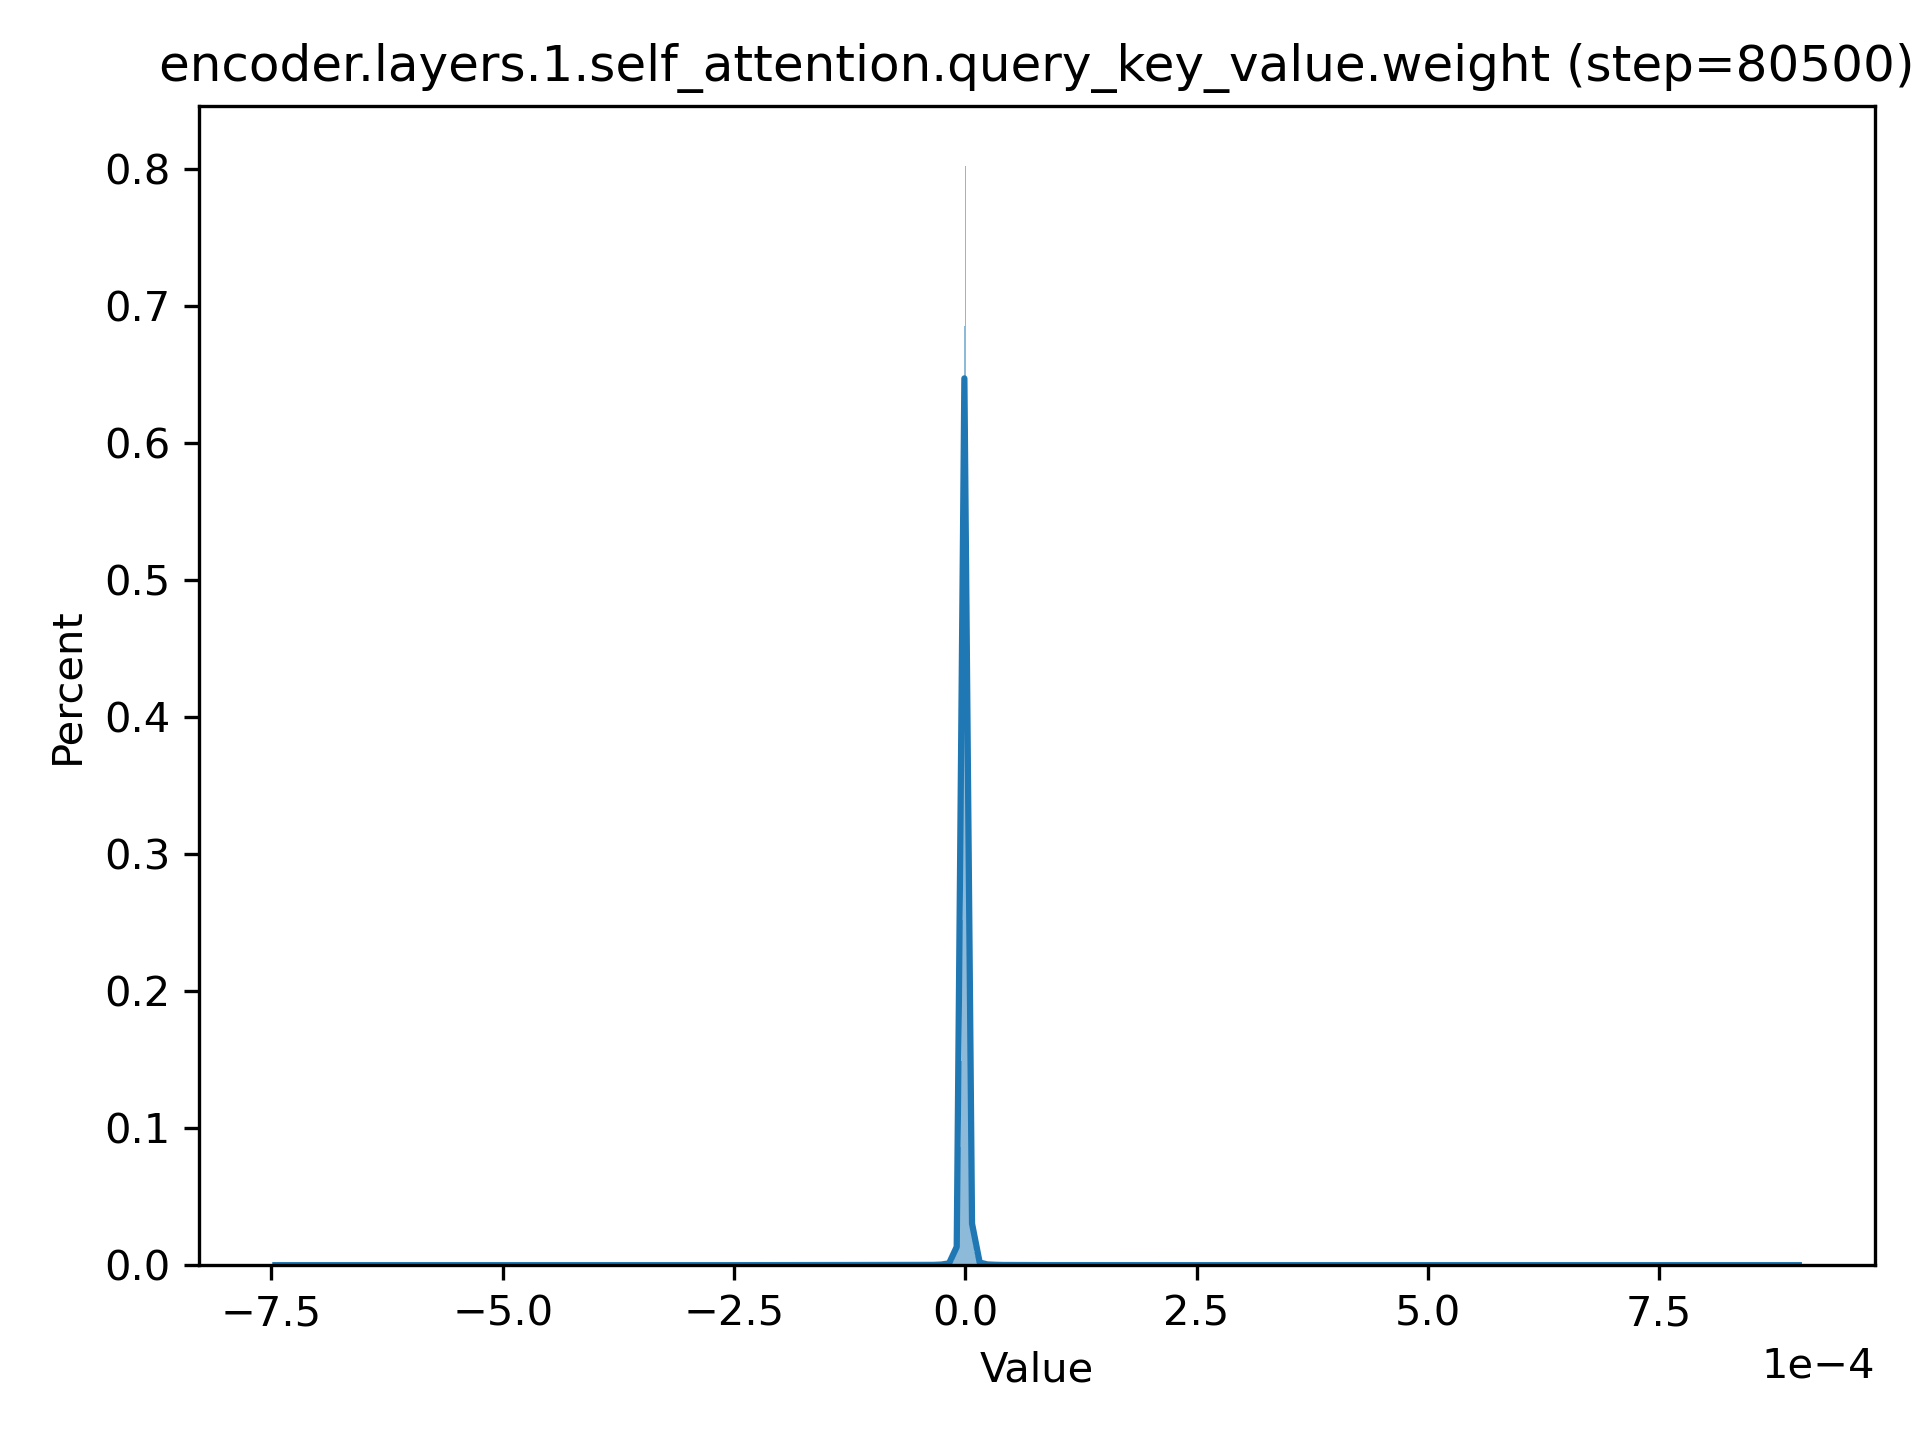 encoder.layers.1.self_attention.query_key_value.weight (step=80500)
0.8
0.7
0.6
0.5
0.4
0.3
0.2
0.1
0.0
Percent
−7.5 −5.0 −2.5 0.0 2.5 5.0 7.5
1e−4
Value